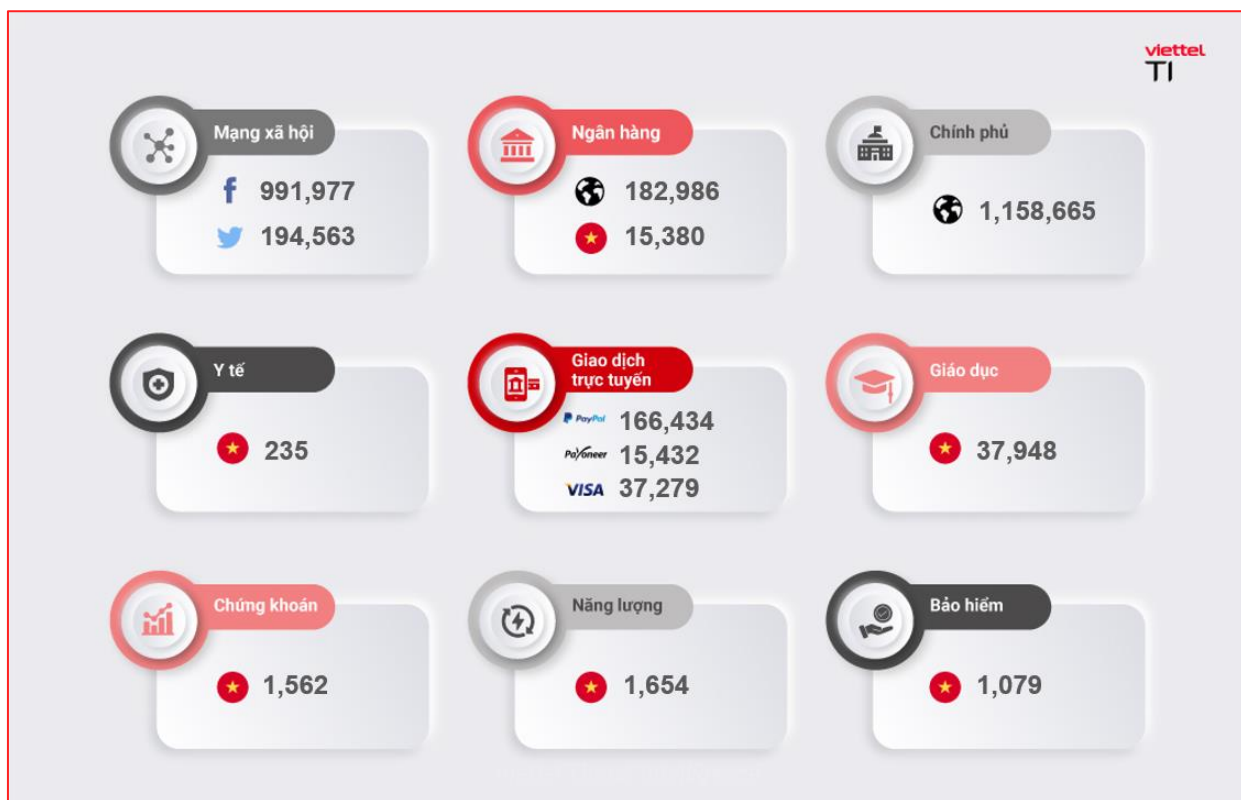 viettel
TI
Mạng xã hội
991,977
194,563
Ngân hàng
182,986
15,380
Chính phủ
1,158,665
Y tế
235
Giao dịch
trực tuyến
PayPal 166,434
Payoneer 15,432
VISA 37,279
Giáo dục
37,948
Chứng khoán
1,562
Năng lượng
1,654
Bảo hiểm
1,079